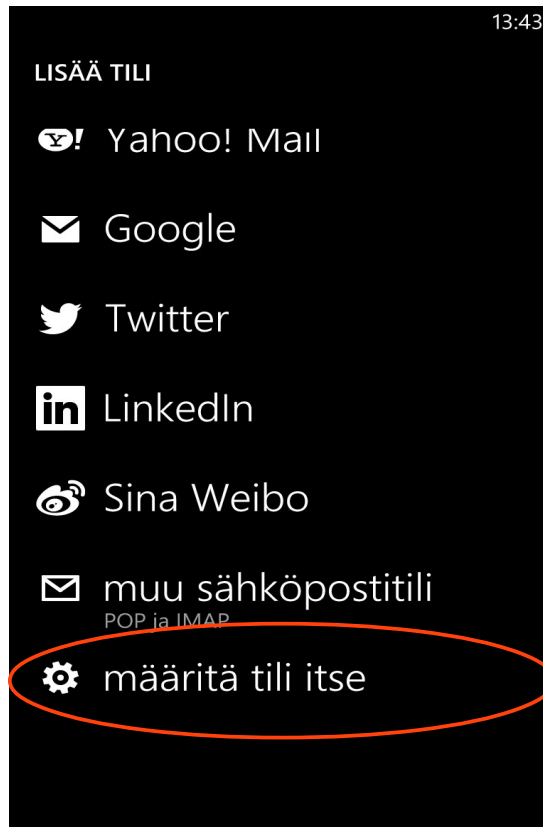 13:43
LISÄÄ TILI
Yahoo! Mail
Google
Twitter
in LinkedIn
Sina Weibo
muu sähköpostitili
POP ja IMAP
määritä tili itse